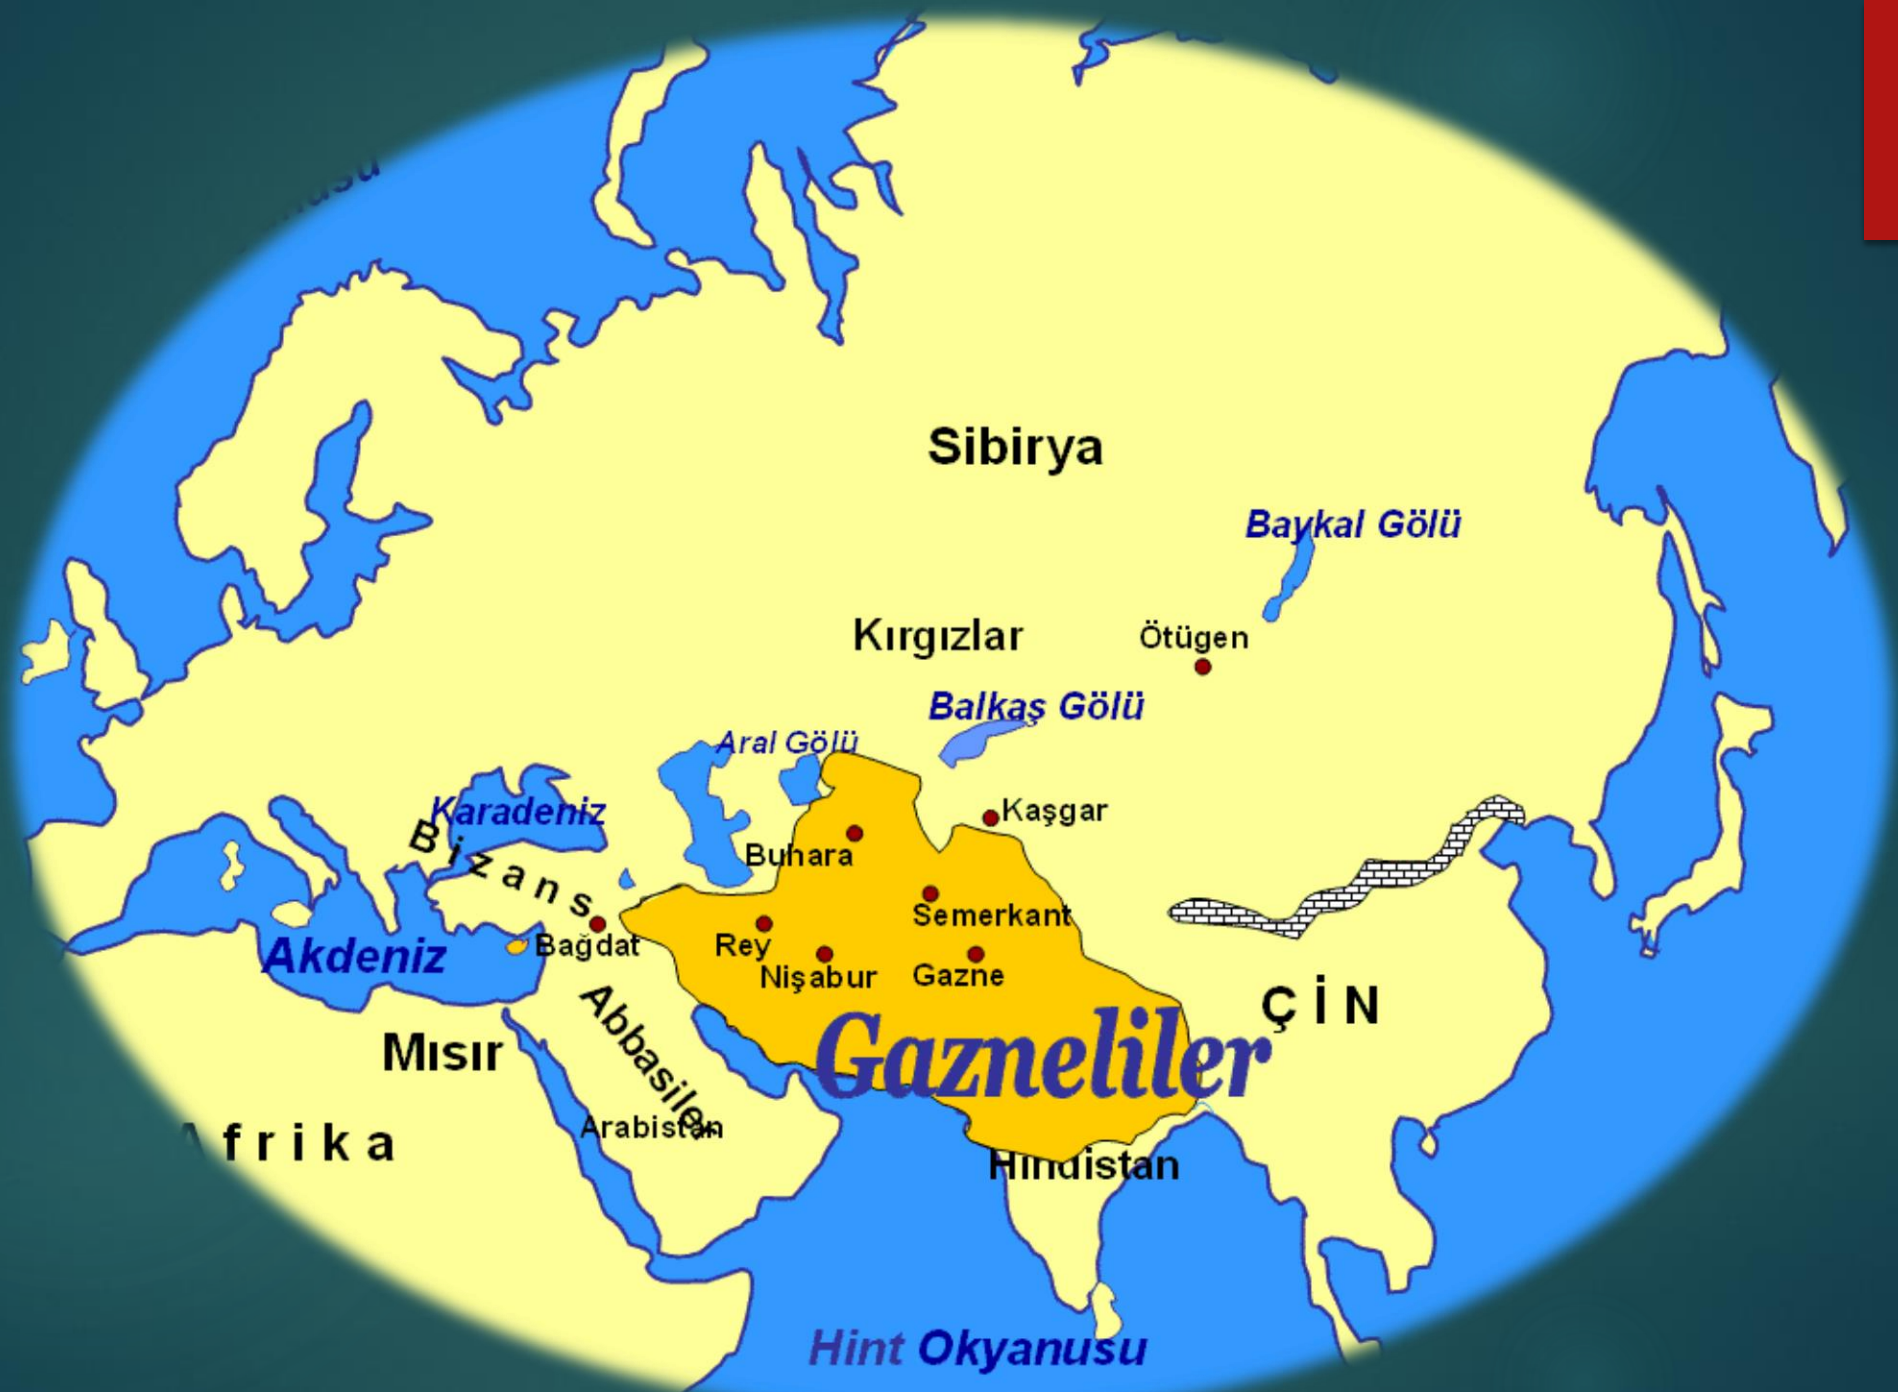 Sibirya
Baykal Gölü
Kırgızlar
Ötügen
Balkaş Gölü
Aral Gölü
Karadeniz
Kaşgar
Bizans
Buhara
Semerkant
Akdeniz
Bağdat
Rey
Nişabur
Gazne
Abbasiler
ÇİN
Mısır
Gazneliler
Arabistan
Afrika
Hindistan
Hint Okyanusu